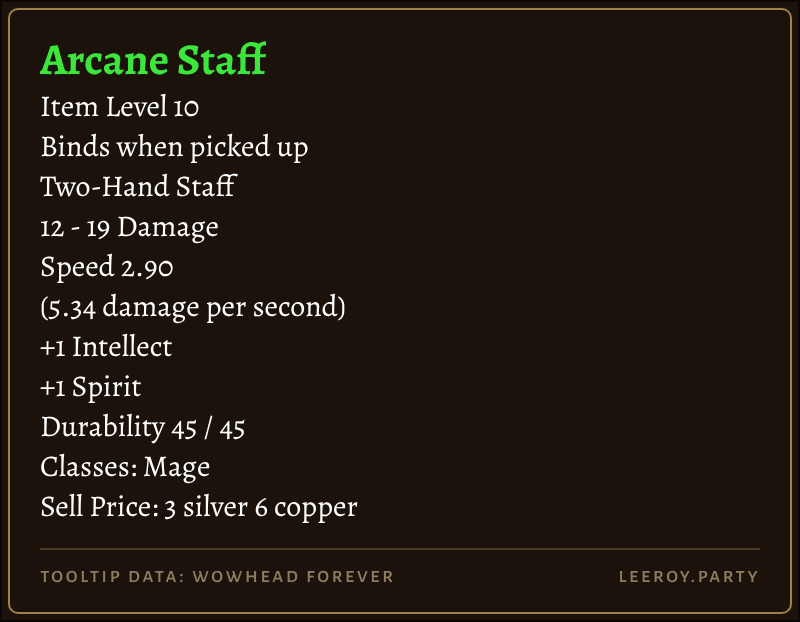 Arcane Staff
Item Level 10
Binds when picked up
Two-Hand Staff
12 - 19 Damage
Speed 2.90
(5.34 damage per second)
+1 Intellect
+1 Spirit
Durability 45 / 45
Classes: Mage
Sell Price: 3 silver 6 copper
TOOLTIP DATA: WOWHEAD FOREVER
LEEROY.PARTY